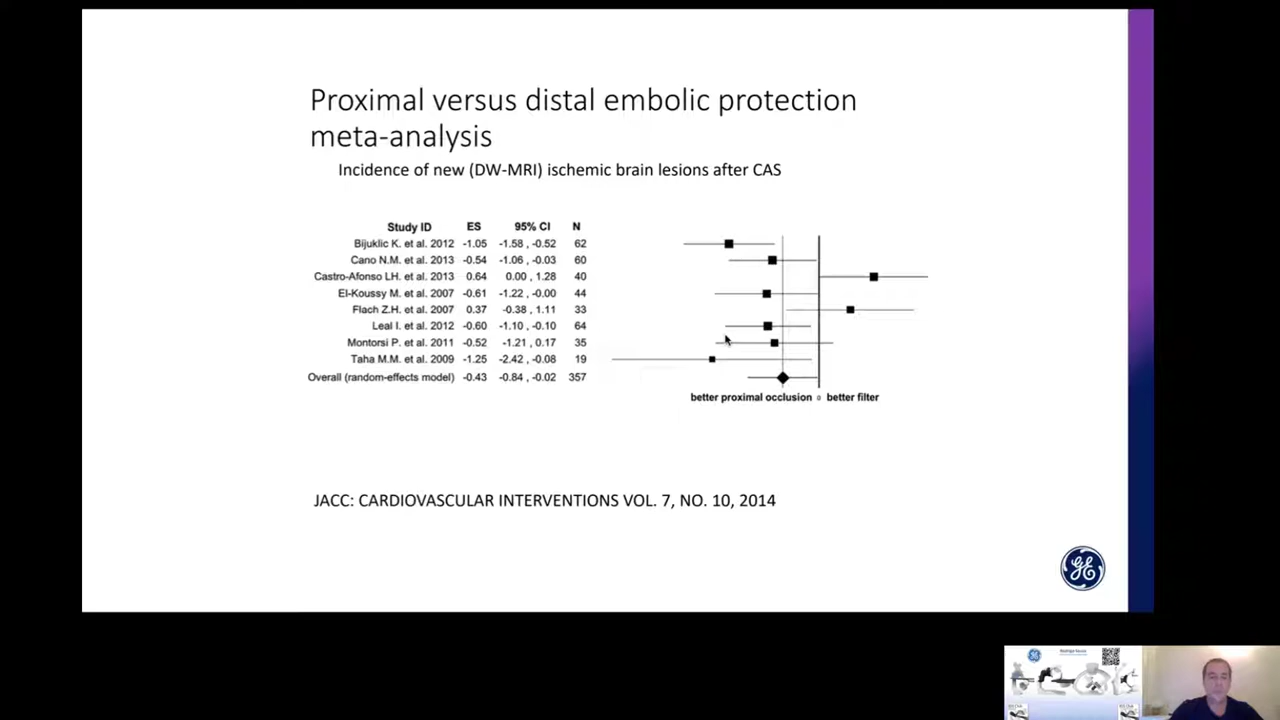 Proximal versus distal embolic protection
meta-analysis
Incidence of new (DW-MRI) ischemic brain lesions after CAS
Study ID ES 95% CI N
Bijuklic K. et al. 2012 -1.05 -1.58 , -0.52 62
Cano N.M. et al. 2013 -0.54 -1.06 , -0.03 60
Castro-Afonso LH. et al. 2013 0.64 0.00 , 1.28 40
El-Koussy M. et al. 2007 -0.61 -1.22 , -0.00 44
Flach Z.H. et al. 2007 0.37 -0.38 , 1.11 33
Leal I. et al. 2012 -0.60 -1.10 , -0.10 64
Montorsi P. et al. 2011 -0.52 -1.21 , 0.17 35
Taha M.M. et al. 2009 -1.25 -2.42 , -0.08 19
Overall (random-effects model) -0.43 -0.84 , -0.02 357
better proximal occlusion 0 better filter
JACC: CARDIOVASCULAR INTERVENTIONS VOL. 7, NO. 10, 2014
GE